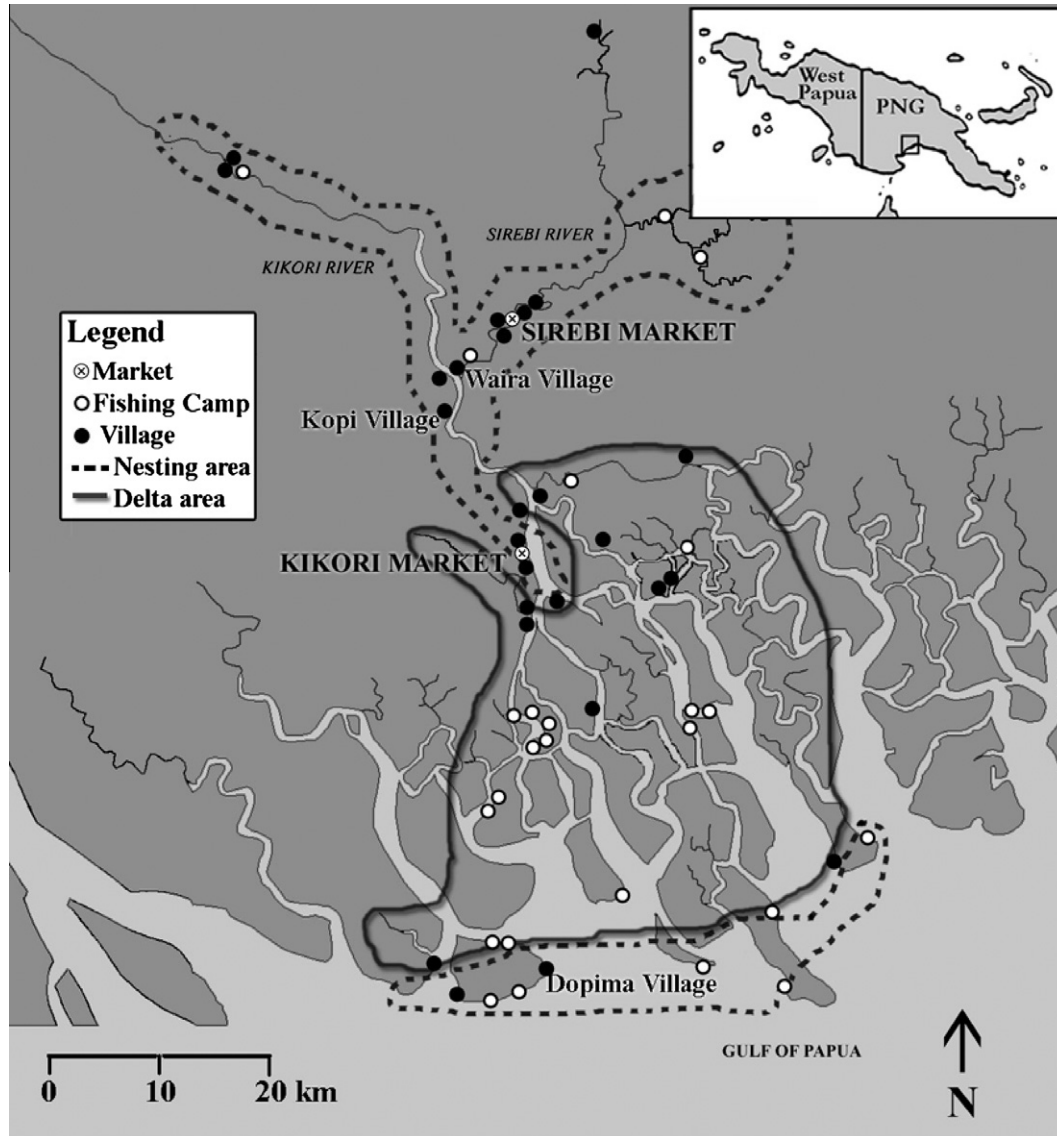 West
Papua
PNG
SIREBI RIVER
KIKORI RIVER
SIREBI MARKET
Waira Village
Kopi Village
Legend
Market
Fishing Camp
Village
Nesting area
Delta area
KIKORI MARKET
Dopima Village
GULF OF PAPUA
0 10 20 km
N